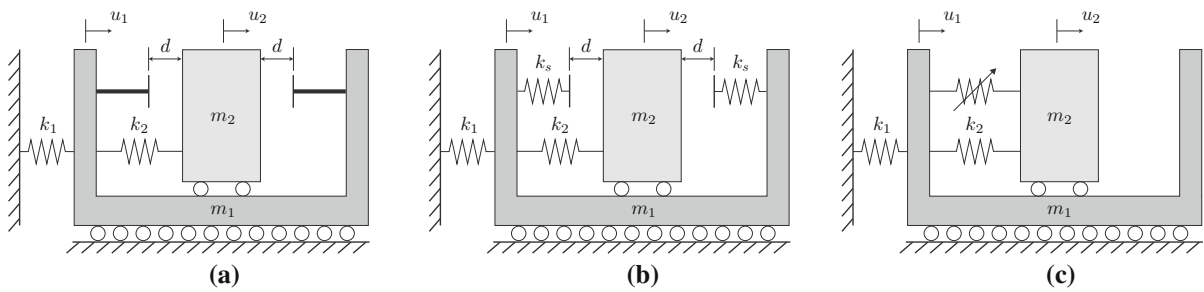 u₁ u₂ u₁ u₂ u₁ u₂
d d d d
kₛ kₛ
m₂ m₂ m₂
k₁ k₂ k₁ k₂ k₁ k₂
m₁ m₁ m₁
(a) (b) (c)